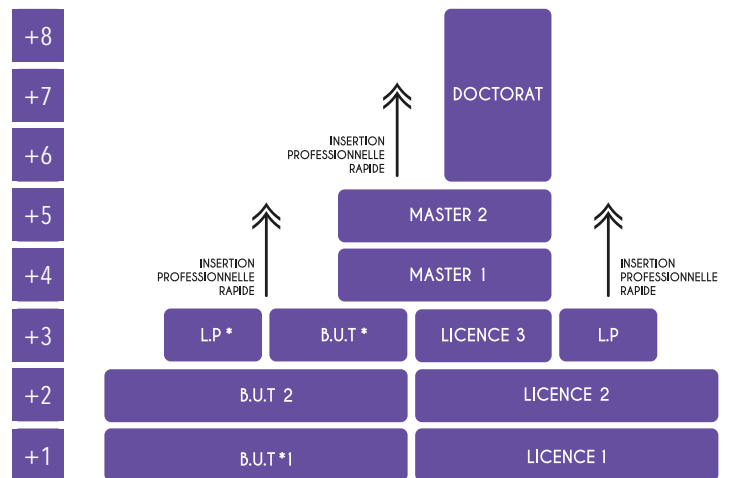 +8
DOCTORAT
+7
INSERTION
PROFESSIONNELLE
RAPIDE
+6
+5
MASTER 2
INSERTION
PROFESSIONNELLE
RAPIDE
INSERTION
PROFESSIONNELLE
RAPIDE
+4
MASTER 1
+3
L.P *
B.U.T *
LICENCE 3
L.P
+2
B.U.T 2
LICENCE 2
+1
B.U.T *1
LICENCE 1